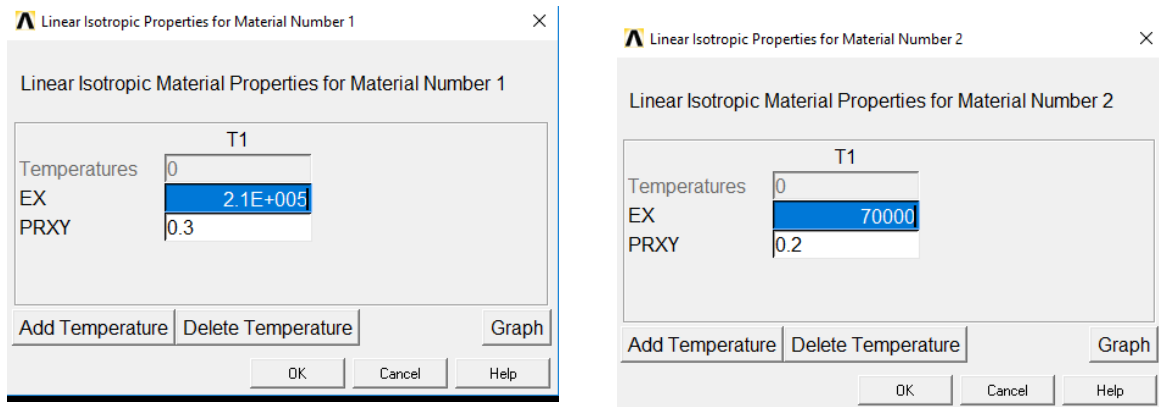 Linear Isotropic Properties for Material Number 1
Linear Isotropic Material Properties for Material Number 1
T1
Temperatures 0
EX 2.1E+005
PRXY 0.3
Add Temperature Delete Temperature Graph
OK Cancel Help
Linear Isotropic Properties for Material Number 2
Linear Isotropic Material Properties for Material Number 2
T1
Temperatures 0
EX 70000
PRXY 0.2
Add Temperature Delete Temperature Graph
OK Cancel Help